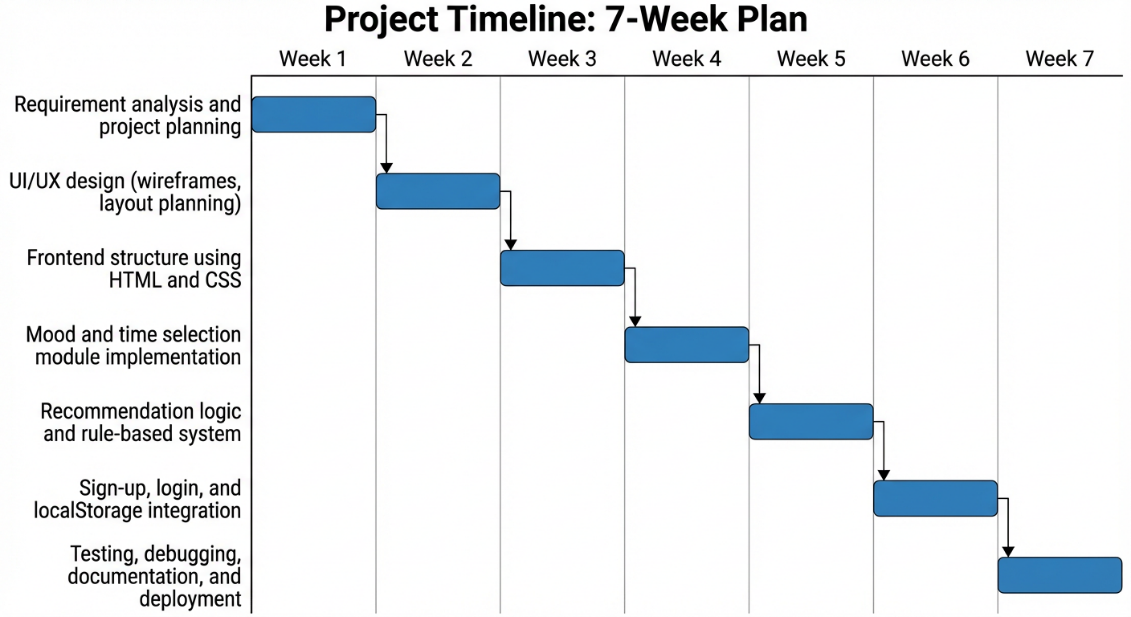 Project Timeline: 7-Week Plan
Week 1 Week 2 Week 3 Week 4 Week 5 Week 6 Week 7
Requirement analysis and
project planning
UI/UX design (wireframes,
layout planning)
Frontend structure using
HTML and CSS
Mood and time selection
module implementation
Recommendation logic
and rule-based system
Sign-up, login, and
localStorage integration
Testing, debugging,
documentation, and
deployment